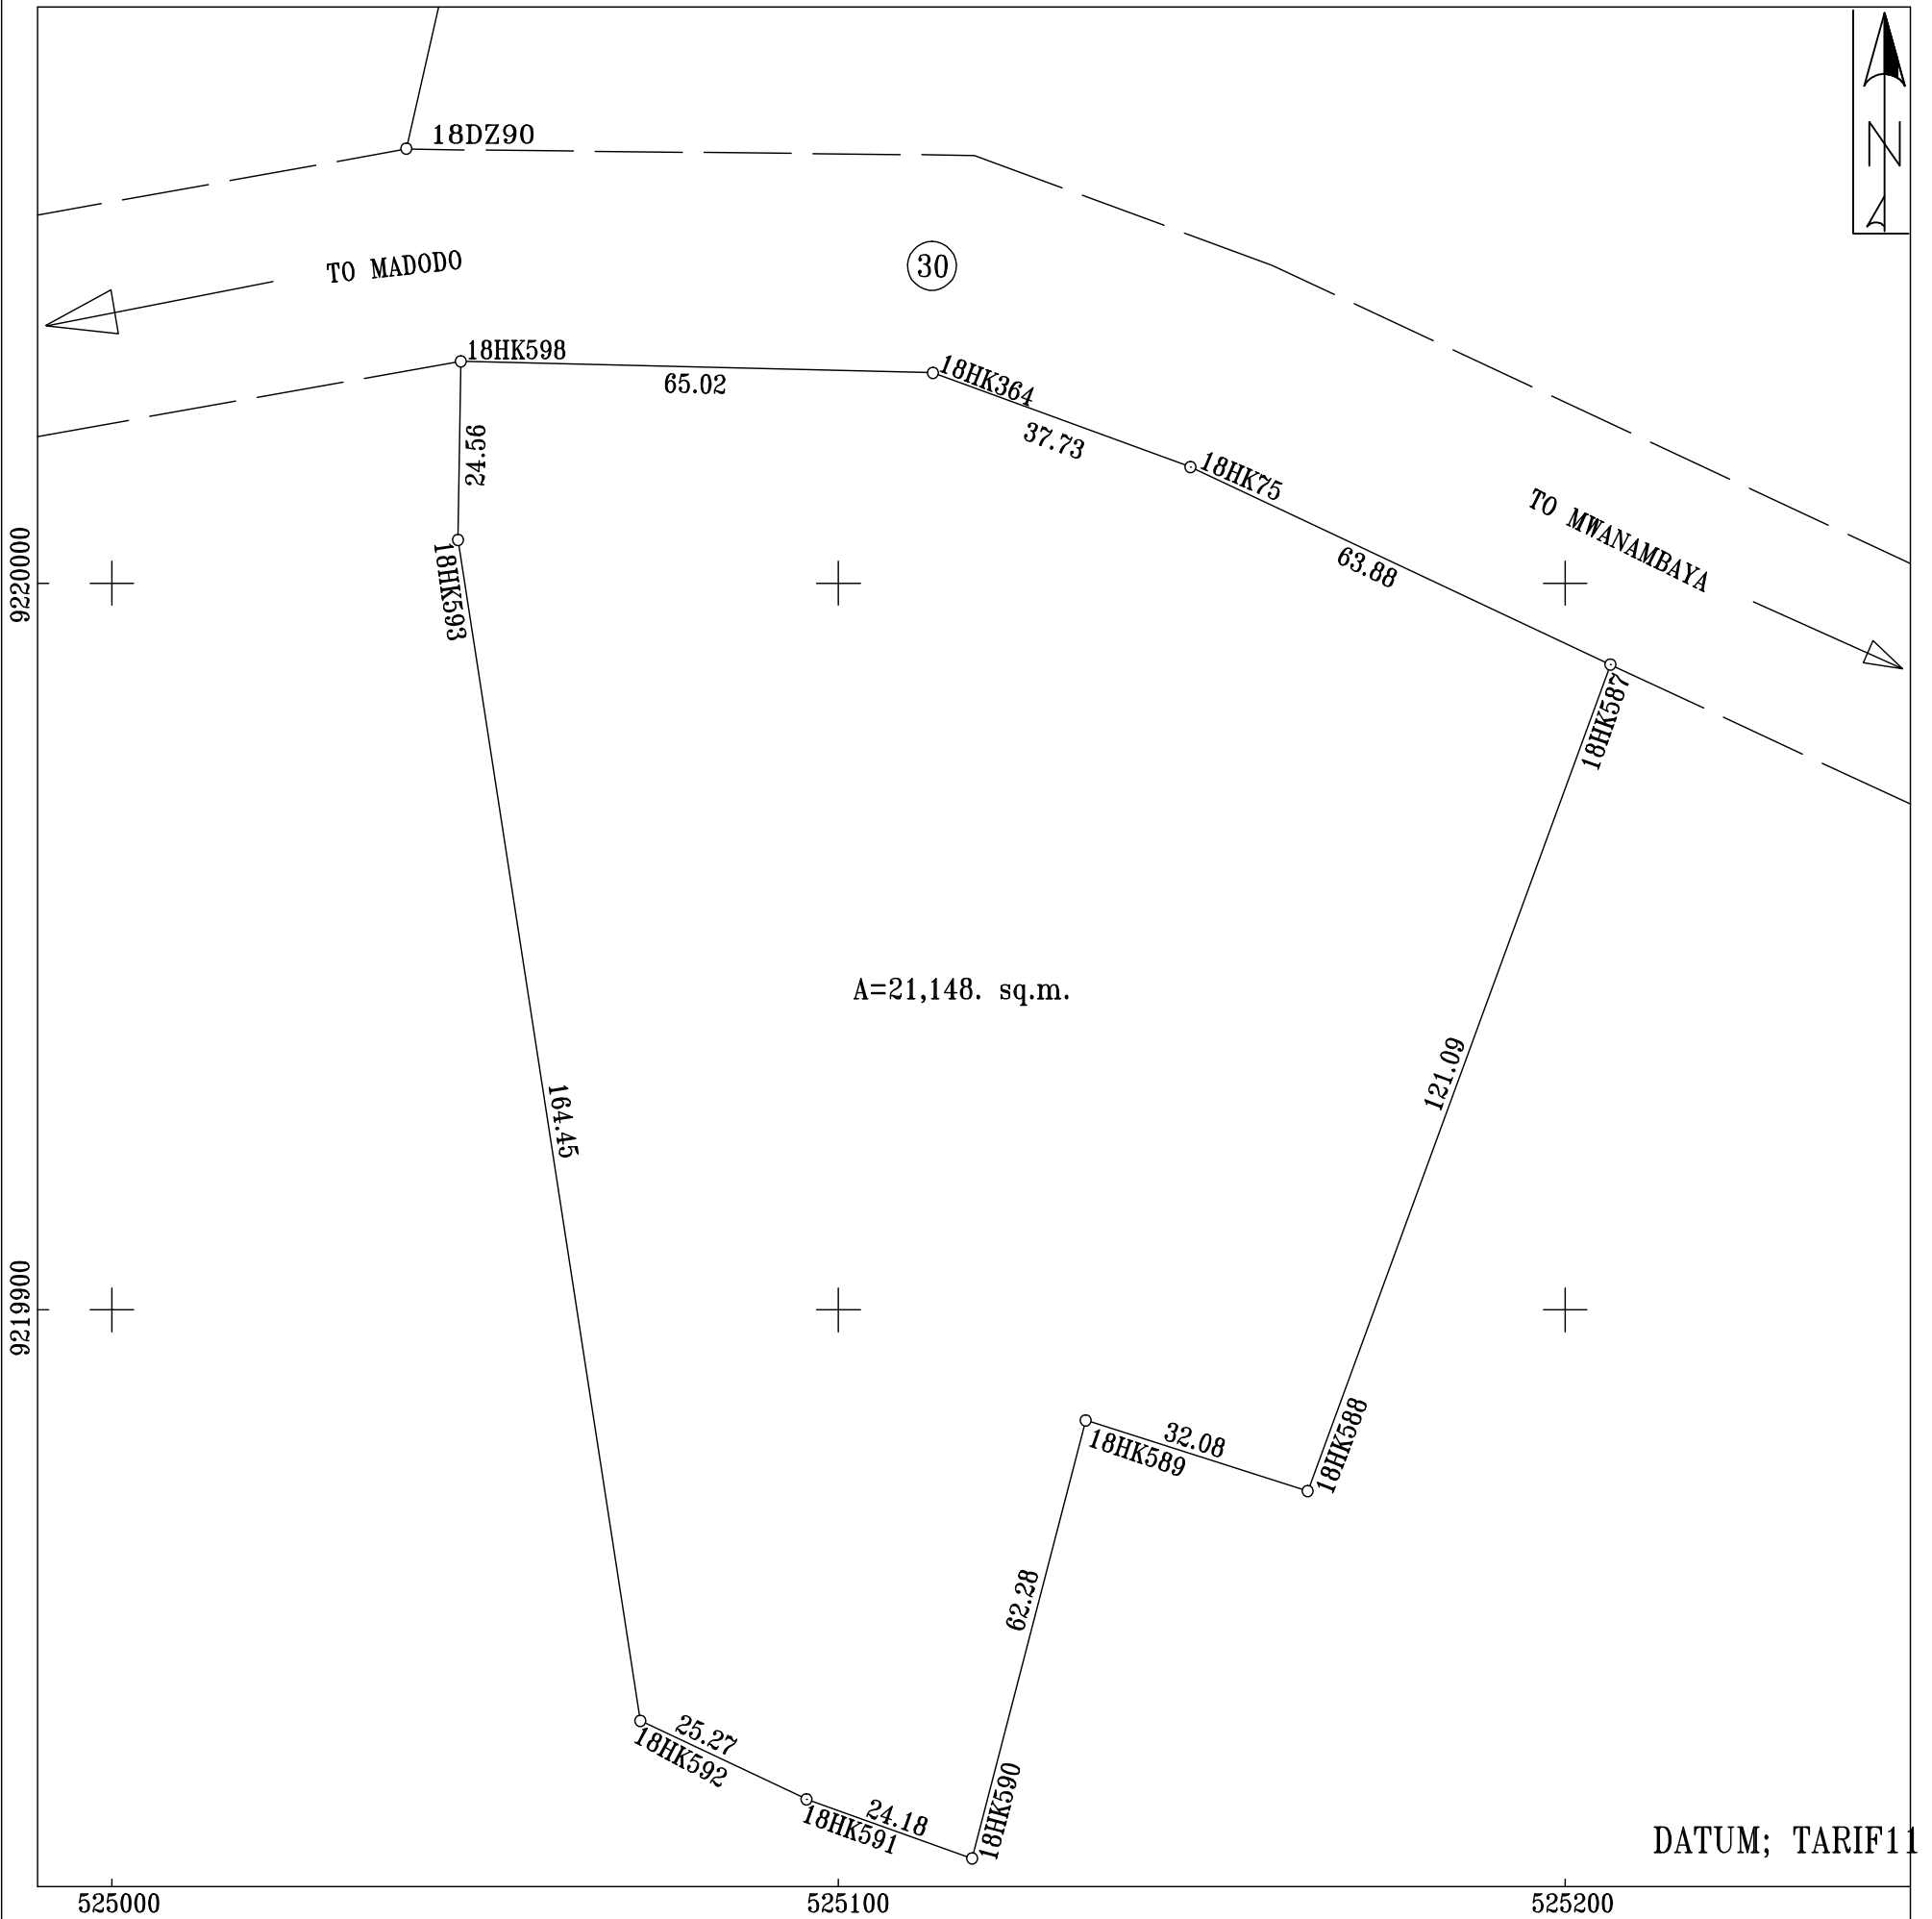 N
18DZ90
TO MADODO
30
18HK598
65.02
18HK364
37.73
18HK75
24.56
TO MWANAMBAYA
63.88
9220000
18HK593
18HK587
A=21,148. sq.m.
121.09
164.45
9219900
18HK588
32.08
18HK589
62.28
25.27
18HK592
24.18
18HK591
18HK590
DATUM; TARIF11
525000
525100
525200